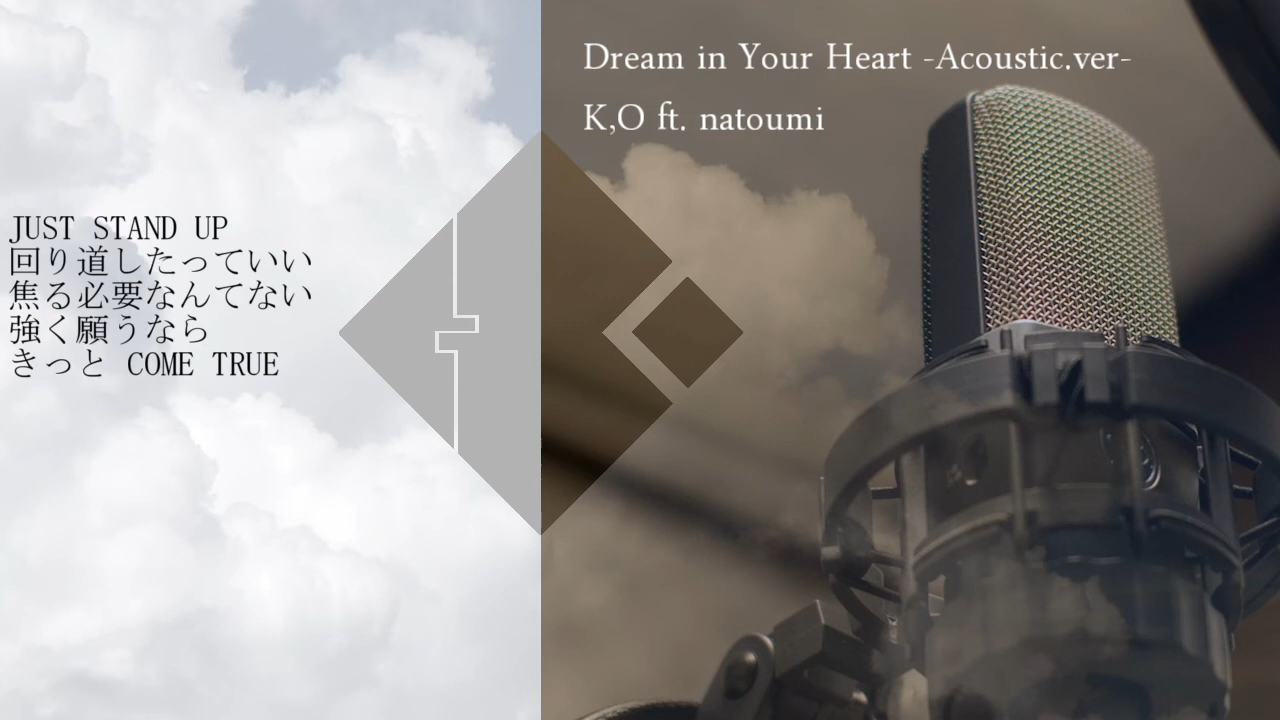 Dream in Your Heart -Acoustic.ver-
K,O ft. natoumi
JUST STAND UP
回り道したっていい
焦る必要なんてない
強く願うなら
きっと COME TRUE